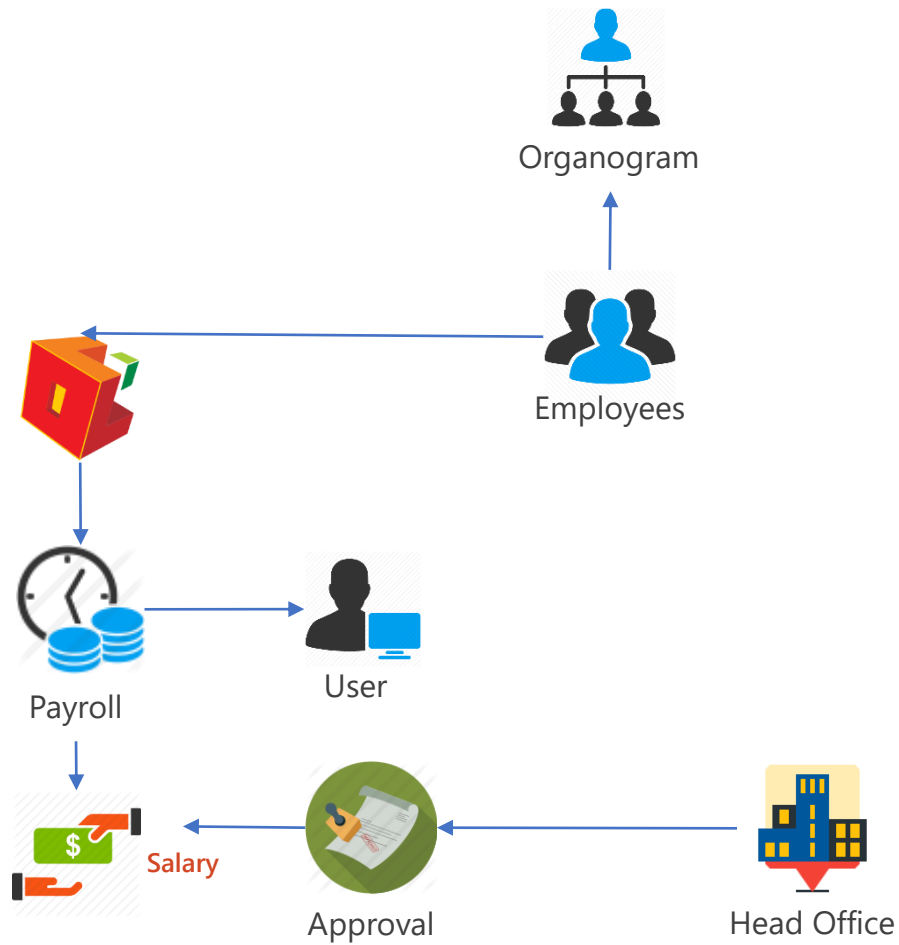 Organogram
Employees
User
Payroll
$
Salary
Approval
Head Office